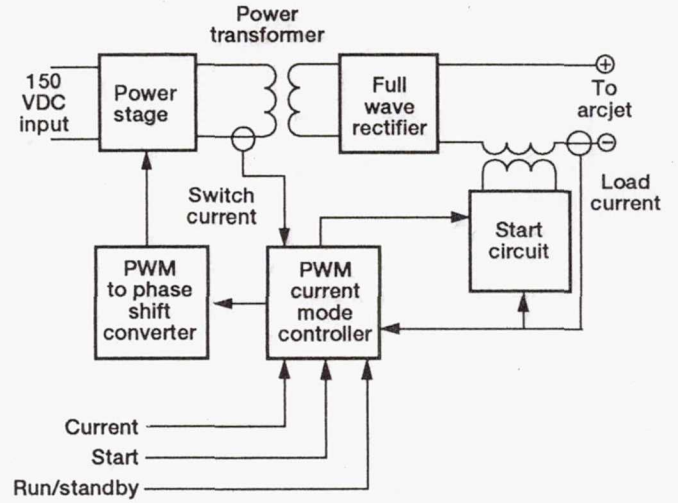 Power
transformer
150
VDC
input
Power
stage
Full
wave
rectifier
+
To
arcjet
−
Switch
current
Load
current
Start
circuit
PWM
to phase
shift
converter
PWM
current
mode
controller
Current
Start
Run/standby